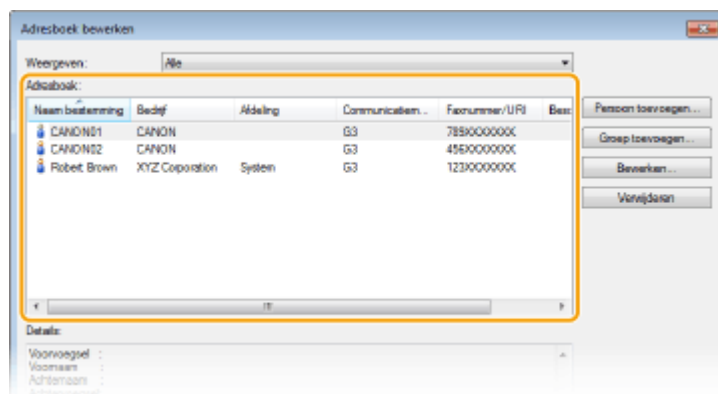 Adresboek bewerken
Weergeven: Alle
Adresboek:
Naam bestemming Bedrijf Afdeling Communicatiem... Faxnummer/URI Besc
CANON01 CANON G3 789XXXXXXX
CANON02 CANON G3 456XXXXXXX
Robert Brown XYZ Corporation System G3 123XXXXXXX
Persoon toevoegen...
Groep toevoegen...
Bewerken...
Verwijderen
Details:
Voorvoegsel :
Voornaam :
Achternaam :